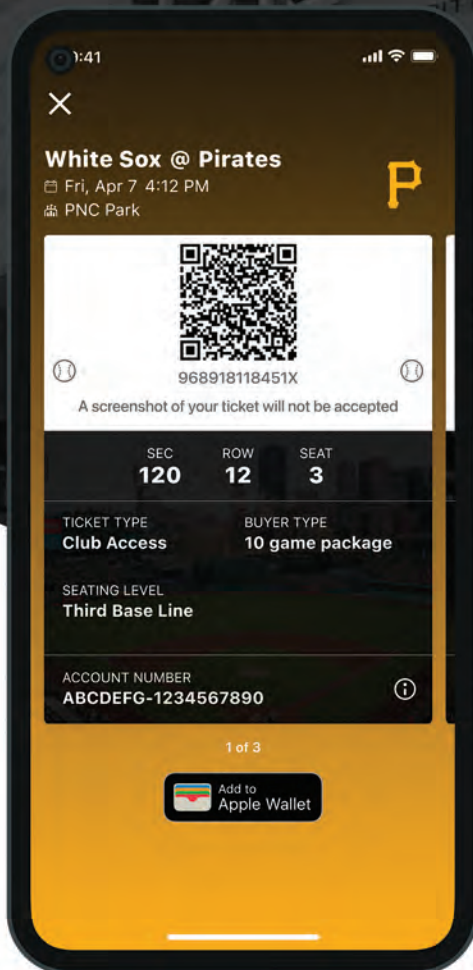 9:41
White Sox @ Pirates
Fri, Apr 7 4:12 PM
PNC Park
P
968918118451X
A screenshot of your ticket will not be accepted
SEC ROW SEAT
120 12 3
TICKET TYPE BUYER TYPE
Club Access 10 game package
SEATING LEVEL
Third Base Line
ACCOUNT NUMBER
ABCDEFG-1234567890
1 of 3
Add to
Apple Wallet